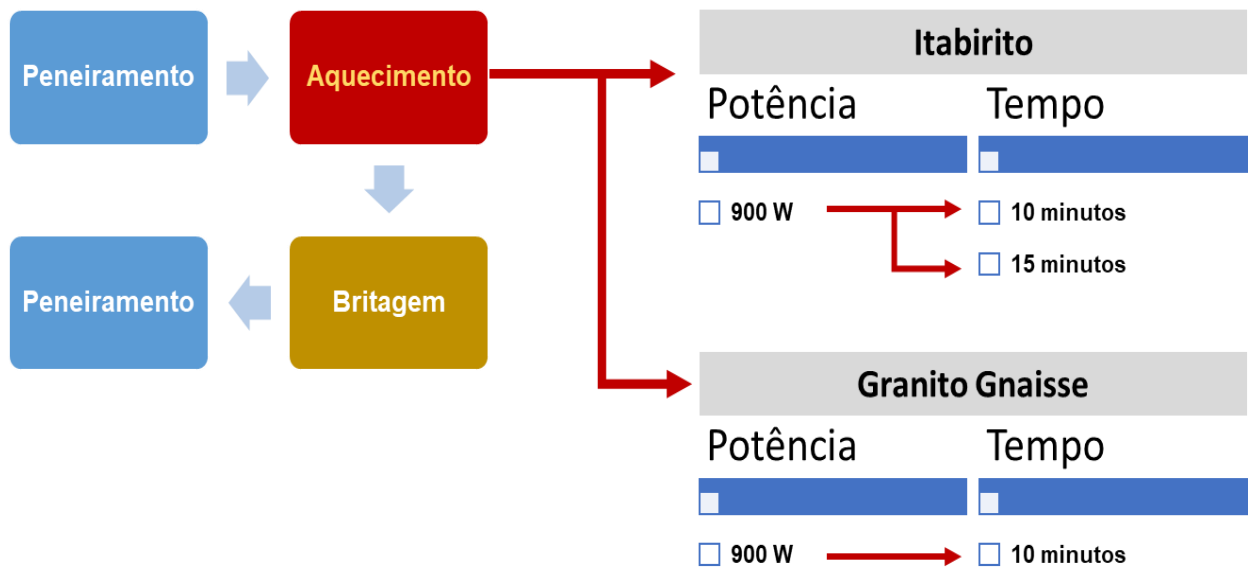 Peneiramento
Aquecimento
Peneiramento
Britagem
Itabirito
Potência Tempo
900 W 10 minutos
15 minutos
Granito Gnaisse
Potência Tempo
900 W 10 minutos